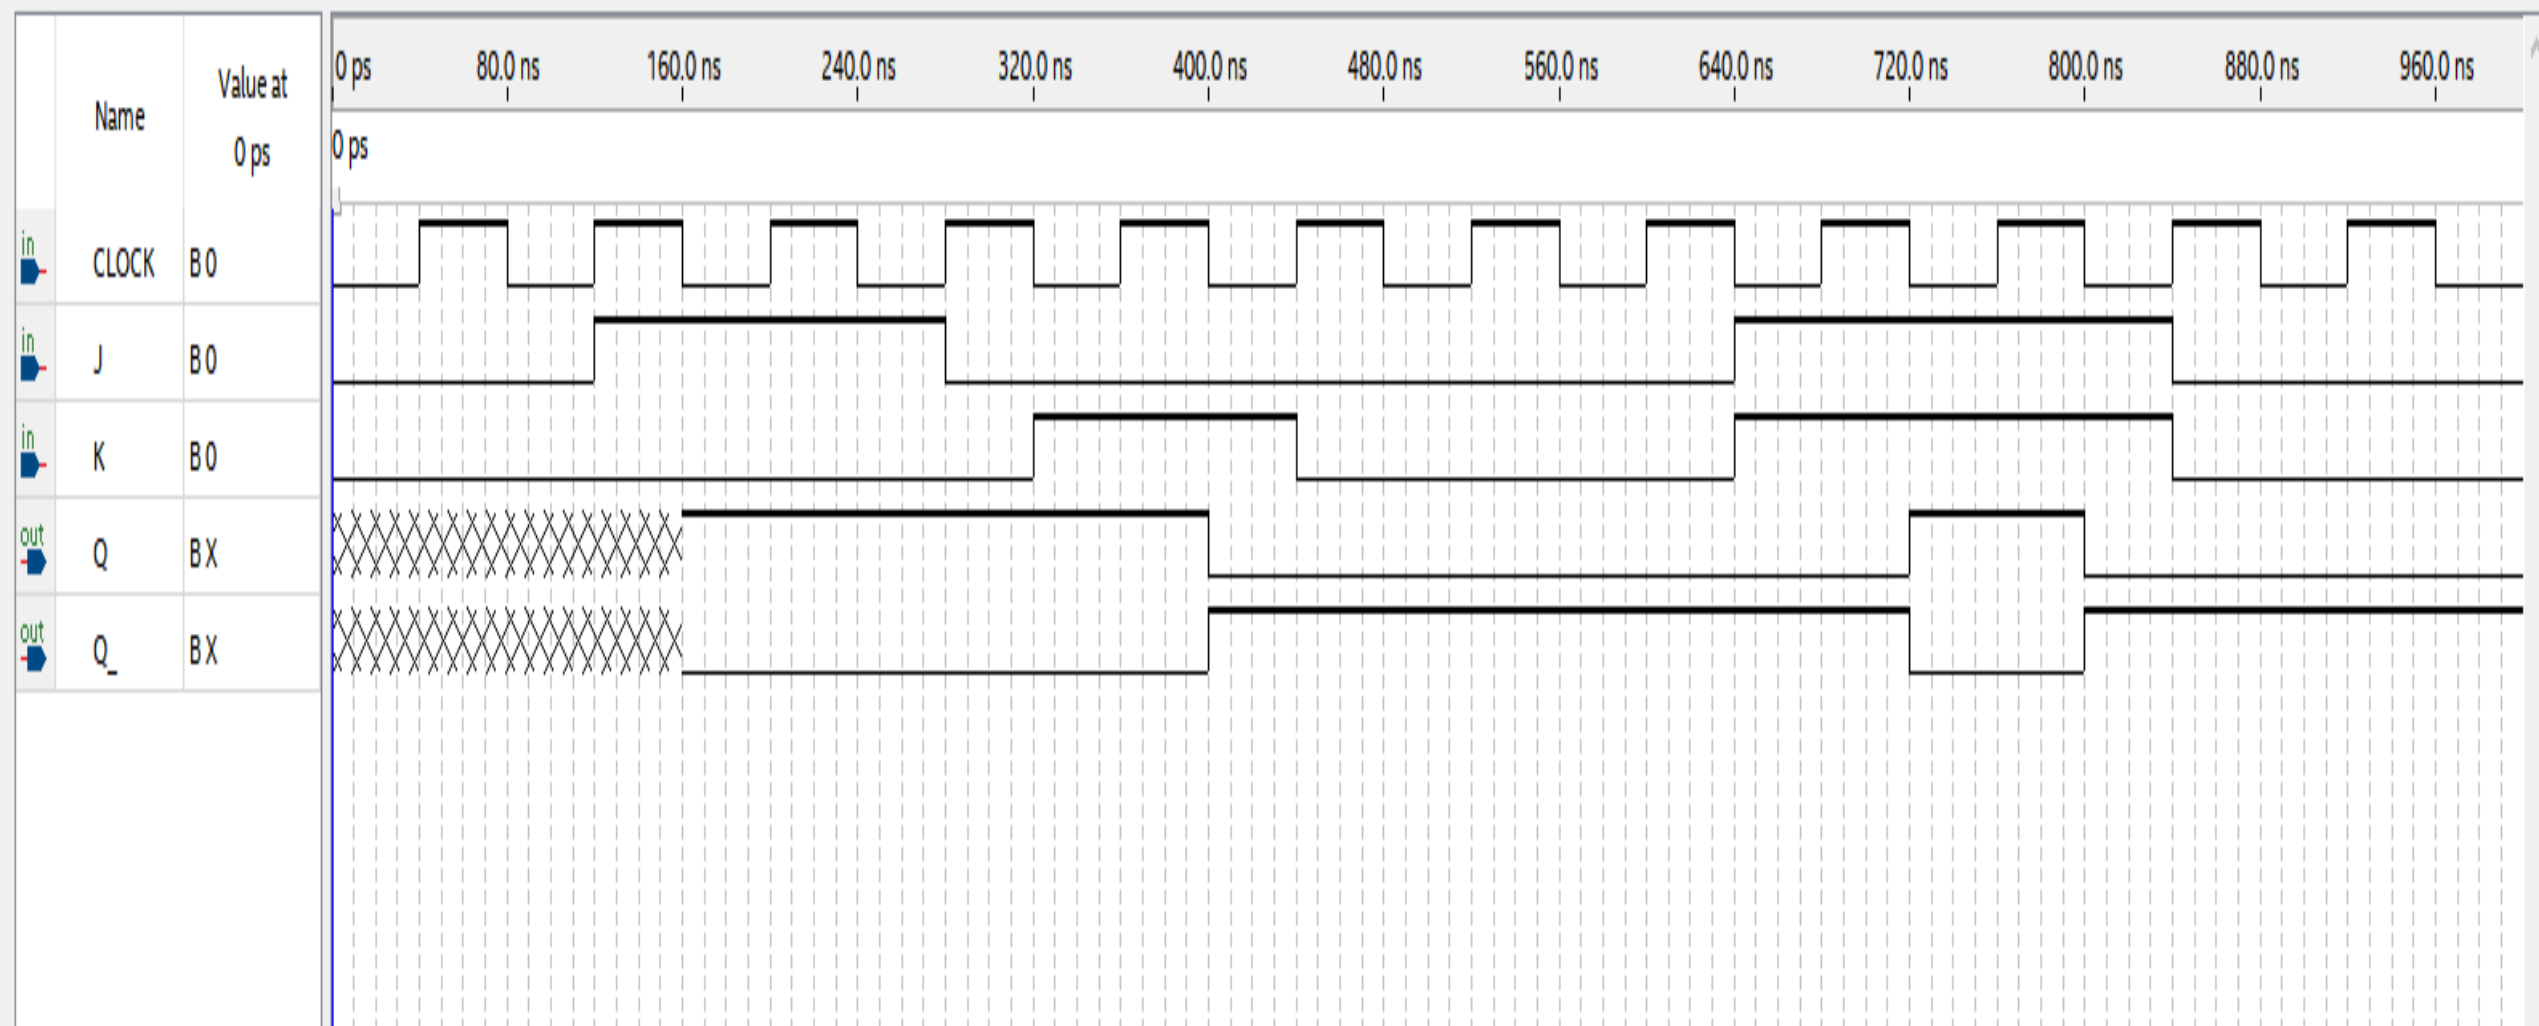 0 ps 80.0 ns 160.0 ns 240.0 ns 320.0 ns 400.0 ns 480.0 ns 560.0 ns 640.0 ns 720.0 ns 800.0 ns 880.0 ns 960.0 ns
Name
Value at
0 ps
0 ps
in CLOCK B 0
in J B 0
in K B 0
out Q B X
out Q_ B X